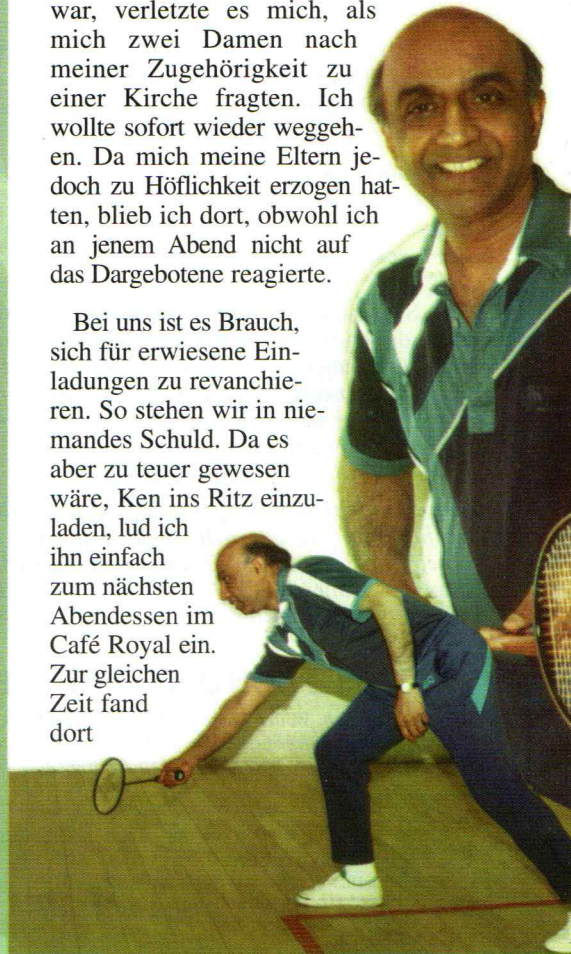 war, verletzte es mich, als
mich zwei Damen nach
meiner Zugehörigkeit zu
einer Kirche fragten. Ich
wollte sofort wieder weggeh-
en. Da mich meine Eltern je-
doch zu Höflichkeit erzogen hat-
ten, blieb ich dort, obwohl ich
an jenem Abend nicht auf
das Dargebotene reagierte.
Bei uns ist es Brauch,
sich für erwiesene Ein-
ladungen zu revanchie-
ren. So stehen wir in nie-
mandes Schuld. Da es
aber zu teuer gewesen
wäre, Ken ins Ritz einzu-
laden, lud ich
ihn einfach
zum nächsten
Abendessen im
Café Royal ein.
Zur gleichen
Zeit fand
dort